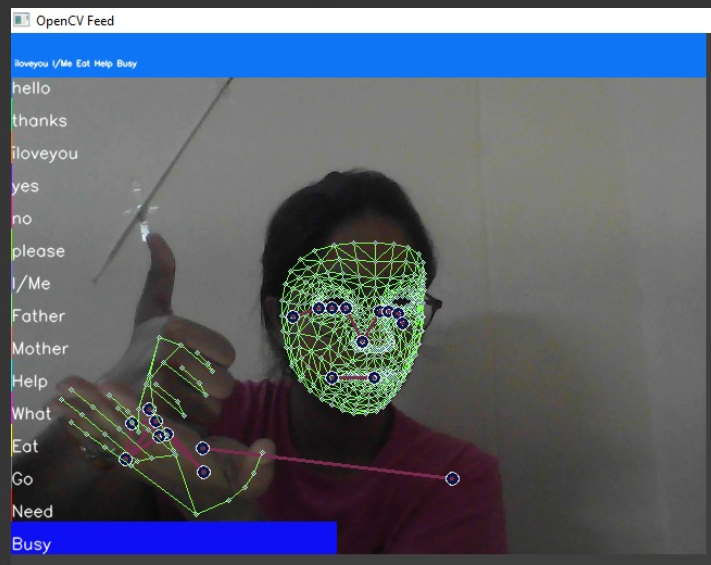 OpenCV Feed
iloveyou I/Me Eat Help Busy
hello
thanks
iloveyou
yes
no
please
I/Me
Father
Mother
Help
What
Eat
Go
Need
Busy